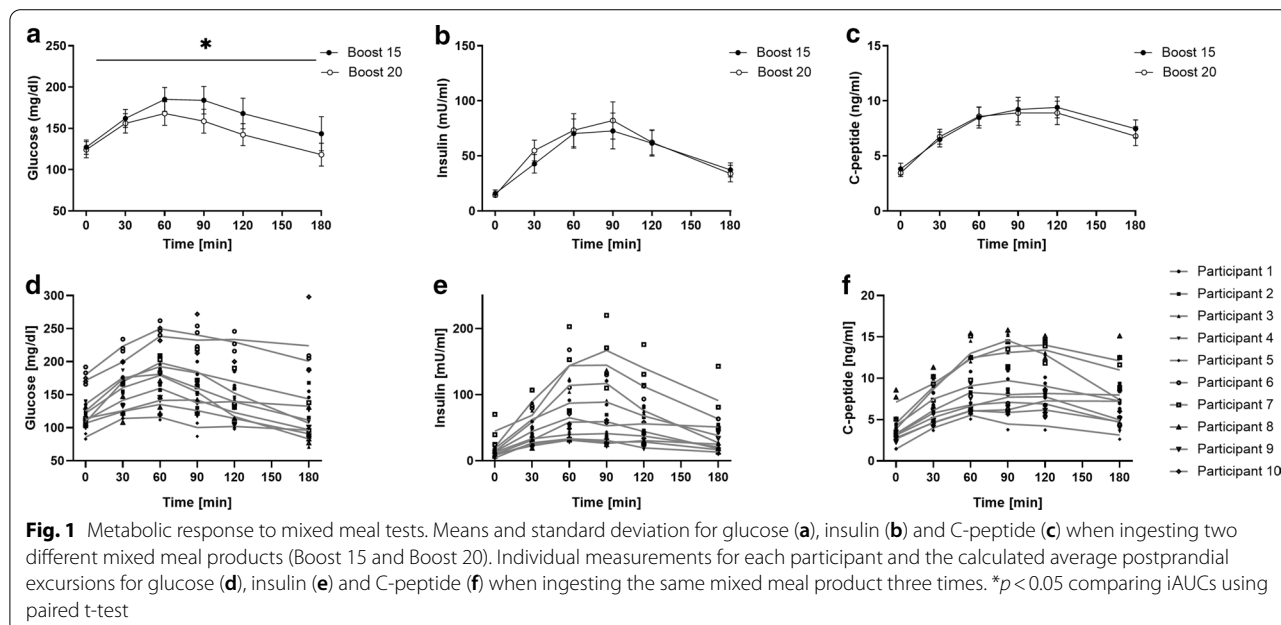 a
250
200
150
100
50
Glucose (mg/dl)
*
Boost 15
Boost 20
0 30 60 90 120 150 180
Time [min]
b
150
100
50
0
Insulin (mU/ml)
Boost 15
Boost 20
0 30 60 90 120 150 180
Time [min]
c
15
10
5
0
C-peptide (ng/ml)
Boost 15
Boost 20
0 30 60 90 120 150 180
Time [min]
d
300
250
200
150
100
50
Glucose [mg/dl]
0 30 60 90 120 150 180
Time [min]
e
200
100
0
Insulin [mU/ml]
0 30 60 90 120 150 180
Time [min]
f
20
15
10
5
0
C-peptide [ng/ml]
0 30 60 90 120 150 180
Time [min]
Participant 1
Participant 2
Participant 3
Participant 4
Participant 5
Participant 6
Participant 7
Participant 8
Participant 9
Participant 10
Fig. 1 Metabolic response to mixed meal tests. Means and standard deviation for glucose (a), insulin (b) and C-peptide (c) when ingesting two
different mixed meal products (Boost 15 and Boost 20). Individual measurements for each participant and the calculated average postprandial
excursions for glucose (d), insulin (e) and C-peptide (f) when ingesting the same mixed meal product three times. *p < 0.05 comparing iAUCs using
paired t-test